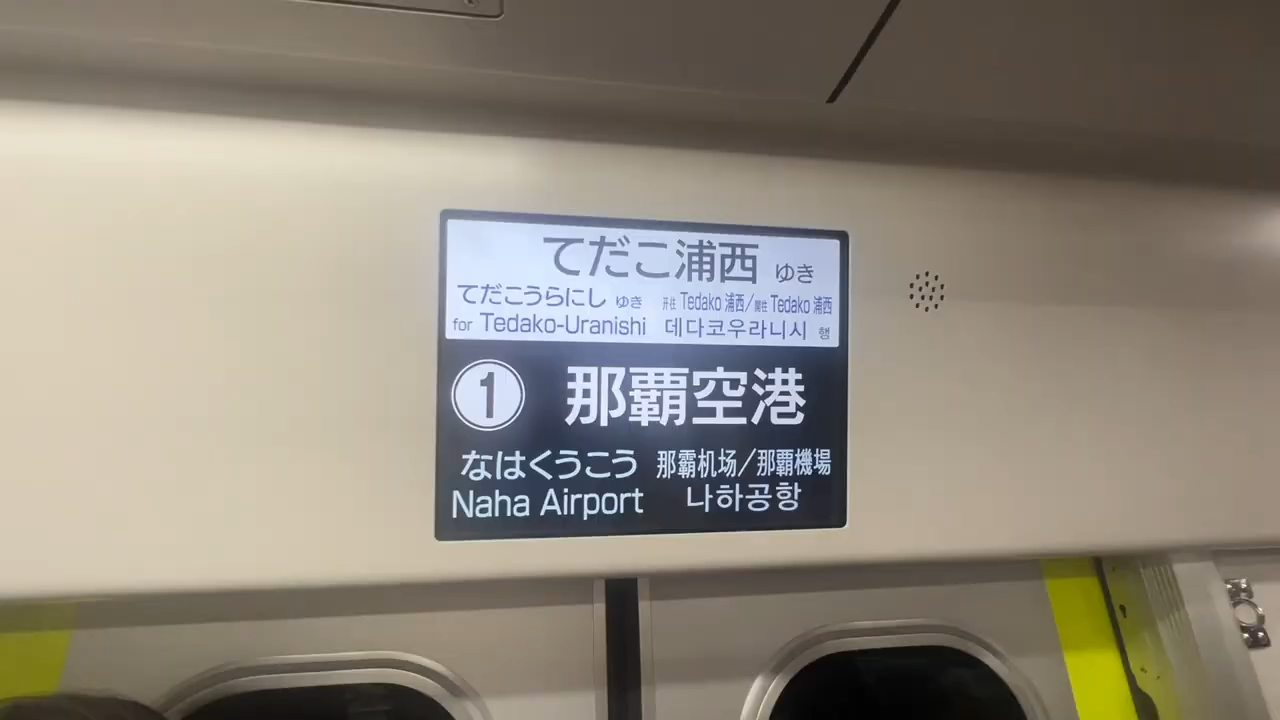 てだこ浦西 ゆき
てだこうらにし ゆき 开往 Tedako 浦西/開往 Tedako 浦西
for Tedako-Uranishi 데다코우라니시 행
1 那覇空港
なはくうこう 那霸机场/那覇機場
Naha Airport 나하공항